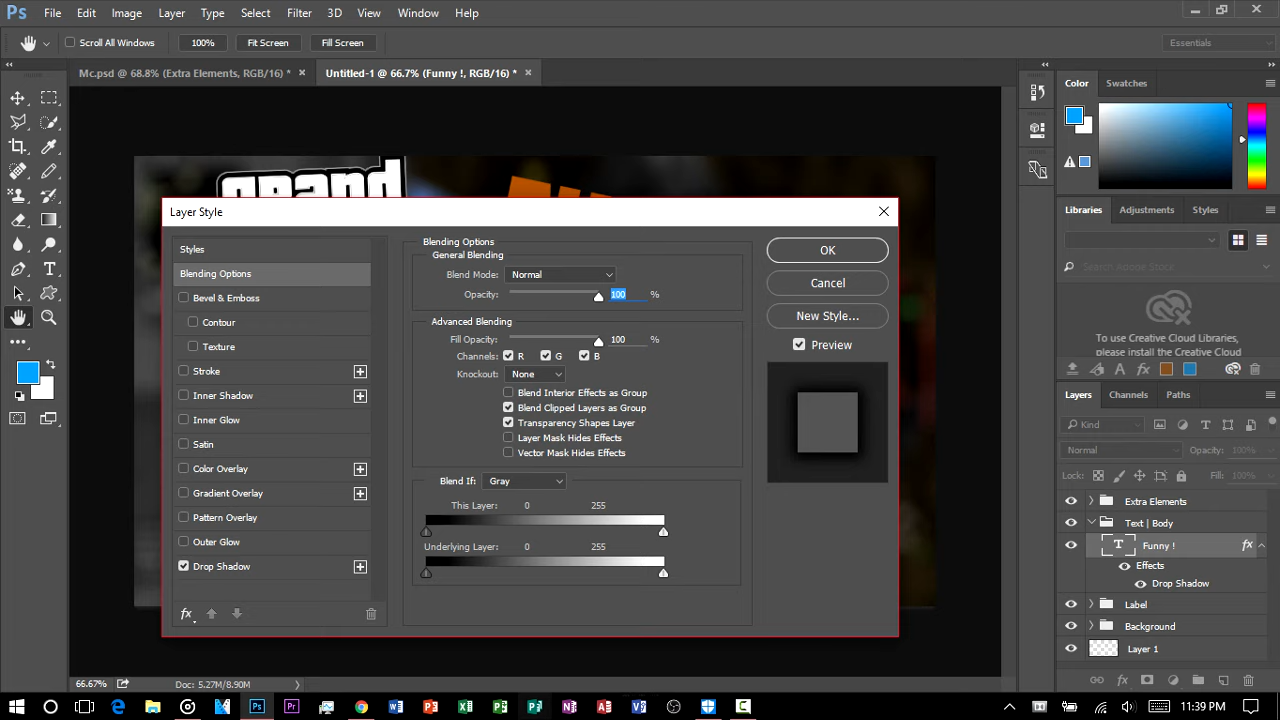 Ps File Edit Image Layer Type Select Filter 3D View Window Help
Scroll All Windows 100% Fit Screen Fill Screen Essentials
Mc.psd @ 68.8% (Extra Elements, RGB/16) * Untitled-1 @ 66.7% (Funny !, RGB/16) *
grand
Layer Style
Styles
Blending Options
Bevel & Emboss
Contour
Texture
Stroke
Inner Shadow
Inner Glow
Satin
Color Overlay
Gradient Overlay
Pattern Overlay
Outer Glow
Drop Shadow
fx
Blending Options
General Blending
Blend Mode: Normal
Opacity: 100 %
Advanced Blending
Fill Opacity: 100 %
Channels: R G B
Knockout: None
Blend Interior Effects as Group
Blend Clipped Layers as Group
Transparency Shapes Layer
Layer Mask Hides Effects
Vector Mask Hides Effects
Blend If: Gray
This Layer: 0 255
Underlying Layer: 0 255
OK
Cancel
New Style...
Preview
Color Swatches
Libraries Adjustments Styles
Search Adobe Stock
To use Creative Cloud Libraries,
please install the Creative Cloud
Layers Channels Paths
Kind
Normal Opacity: 100%
Lock: Fill: 100%
Extra Elements
Text | Body
T Funny ! fx
Effects
Drop Shadow
Label
Background
Layer 1
66.67% Doc: 5.27M/8.90M
11:39 PM